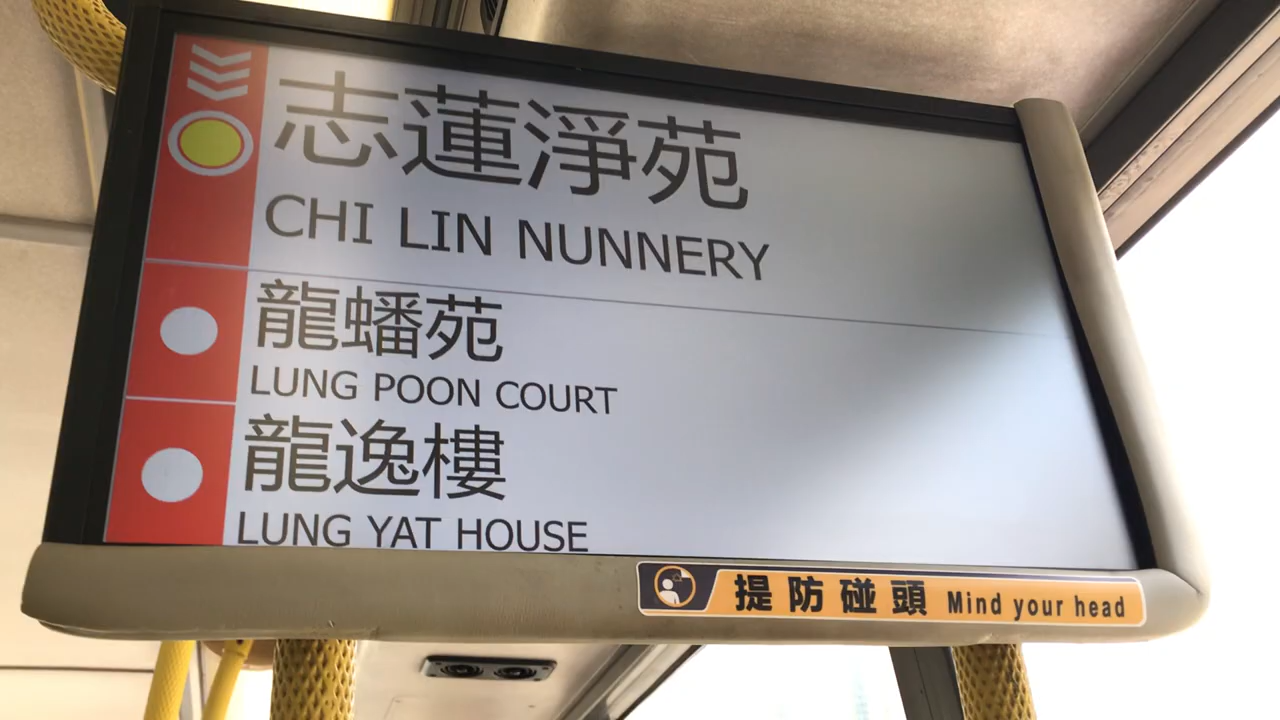 志蓮淨苑
CHI LIN NUNNERY
龍蟠苑
LUNG POON COURT
龍逸樓
LUNG YAT HOUSE
提防碰頭 Mind your head